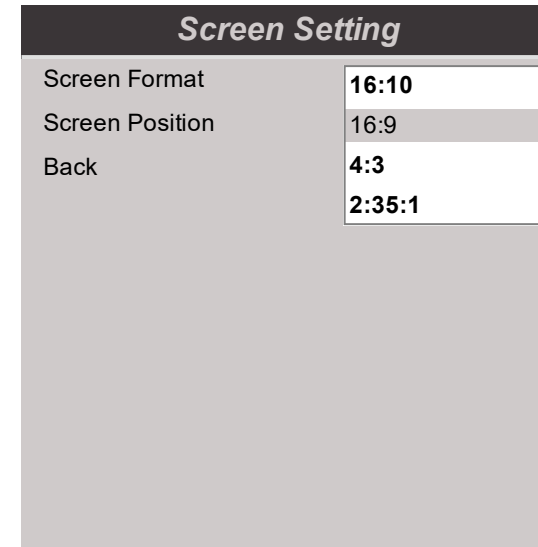 Screen Setting
Screen Format
16:10
Screen Position
16:9
Back
4:3
2:35:1